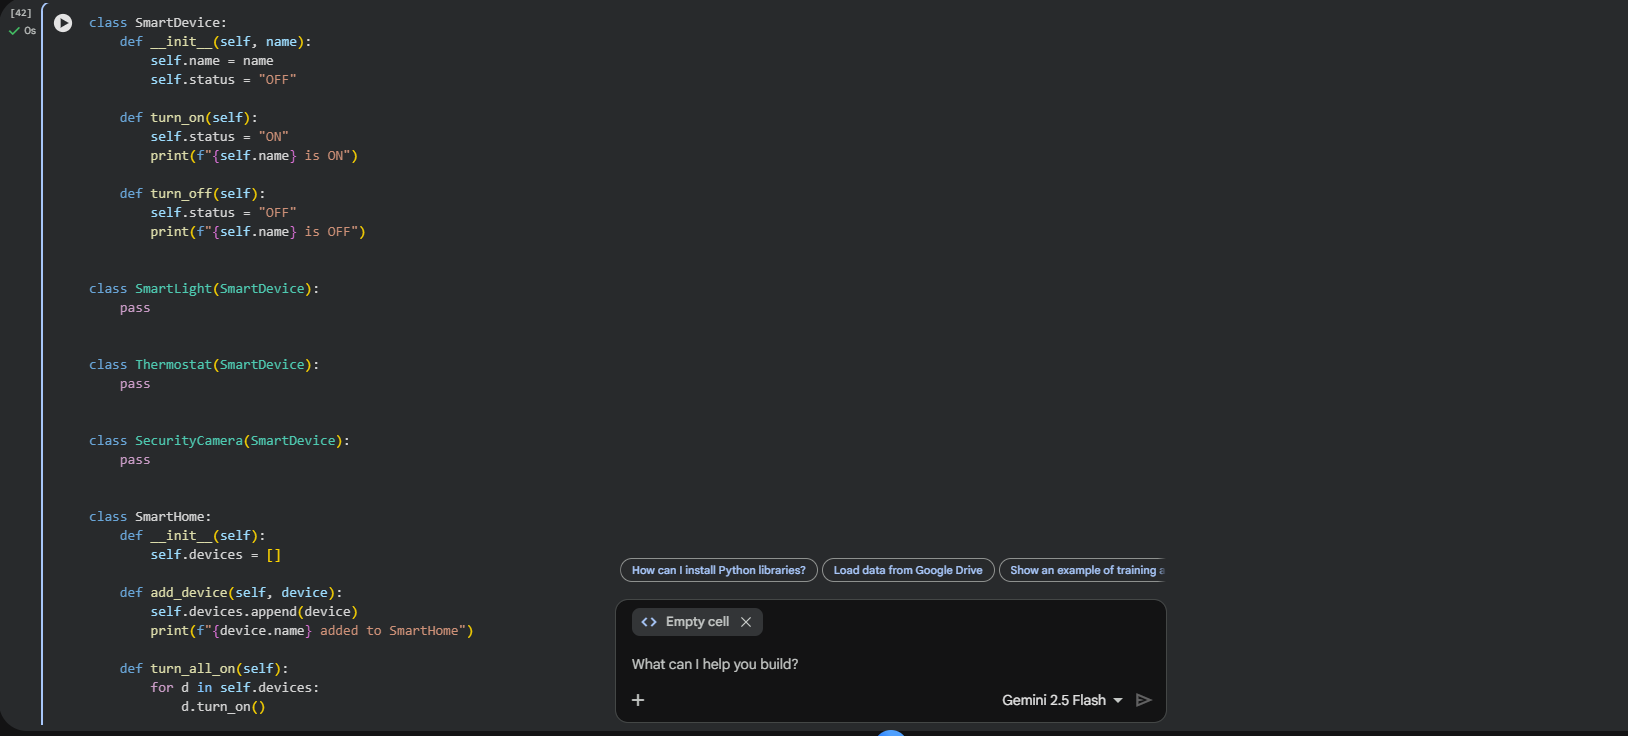 [42]
0s
class SmartDevice:
    def __init__(self, name):
        self.name = name
        self.status = "OFF"

    def turn_on(self):
        self.status = "ON"
        print(f"{self.name} is ON")

    def turn_off(self):
        self.status = "OFF"
        print(f"{self.name} is OFF")


class SmartLight(SmartDevice):
    pass


class Thermostat(SmartDevice):
    pass


class SecurityCamera(SmartDevice):
    pass


class SmartHome:
    def __init__(self):
        self.devices = []

    def add_device(self, device):
        self.devices.append(device)
        print(f"{device.name} added to SmartHome")

    def turn_all_on(self):
        for d in self.devices:
            d.turn_on()
How can I install Python libraries?
Load data from Google Drive
Show an example of training a
Empty cell
What can I help you build?
Gemini 2.5 Flash